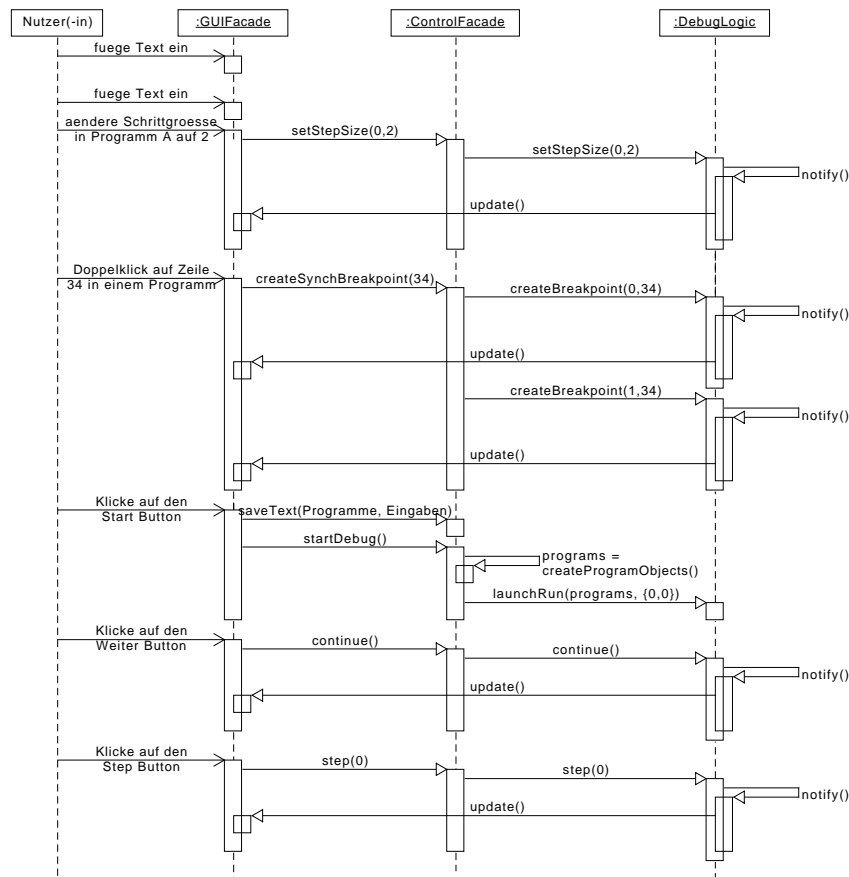 Nutzer(-in)
:GUIFacade
:ControlFacade
:DebugLogic
fuege Text ein
fuege Text ein
aendere Schrittgroesse
in Programm A auf 2
setStepSize(0,2)
setStepSize(0,2)
notify()
update()
Doppelklick auf Zeile
34 in einem Programm
createSynchBreakpoint(34)
createBreakpoint(0,34)
notify()
update()
createBreakpoint(1,34)
notify()
update()
Klicke auf den
Start Button
saveText(Programme, Eingaben)
startDebug()
programs =
createProgramObjects()
launchRun(programs, {0,0})
Klicke auf den
Weiter Button
continue()
continue()
notify()
update()
Klicke auf den
Step Button
step(0)
step(0)
notify()
update()